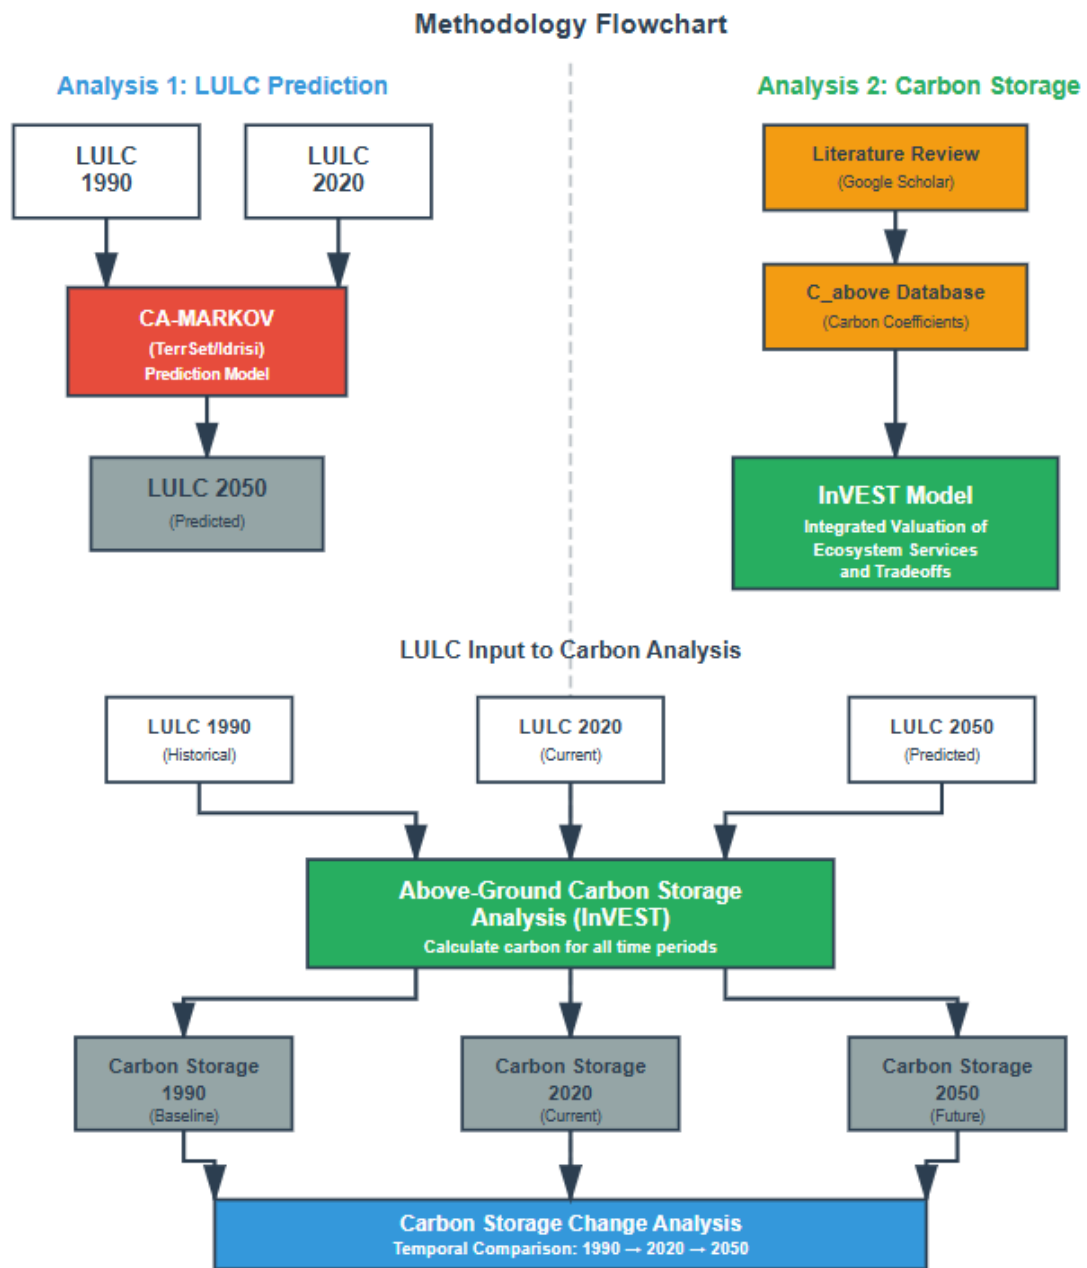 Methodology Flowchart
Analysis 1: LULC Prediction
Analysis 2: Carbon Storage
LULC
1990
LULC
2020
Literature Review
(Google Scholar)
C_above Database
(Carbon Coefficients)
CA-MARKOV
(TerrSet/Idrisi)
Prediction Model
LULC 2050
(Predicted)
InVEST Model
Integrated Valuation of
Ecosystem Services
and Tradeoffs
LULC Input to Carbon Analysis
LULC 1990
(Historical)
LULC 2020
(Current)
LULC 2050
(Predicted)
Above-Ground Carbon Storage
Analysis (InVEST)
Calculate carbon for all time periods
Carbon Storage
1990
(Baseline)
Carbon Storage
2020
(Current)
Carbon Storage
2050
(Future)
Carbon Storage Change Analysis
Temporal Comparison: 1990 → 2020 → 2050